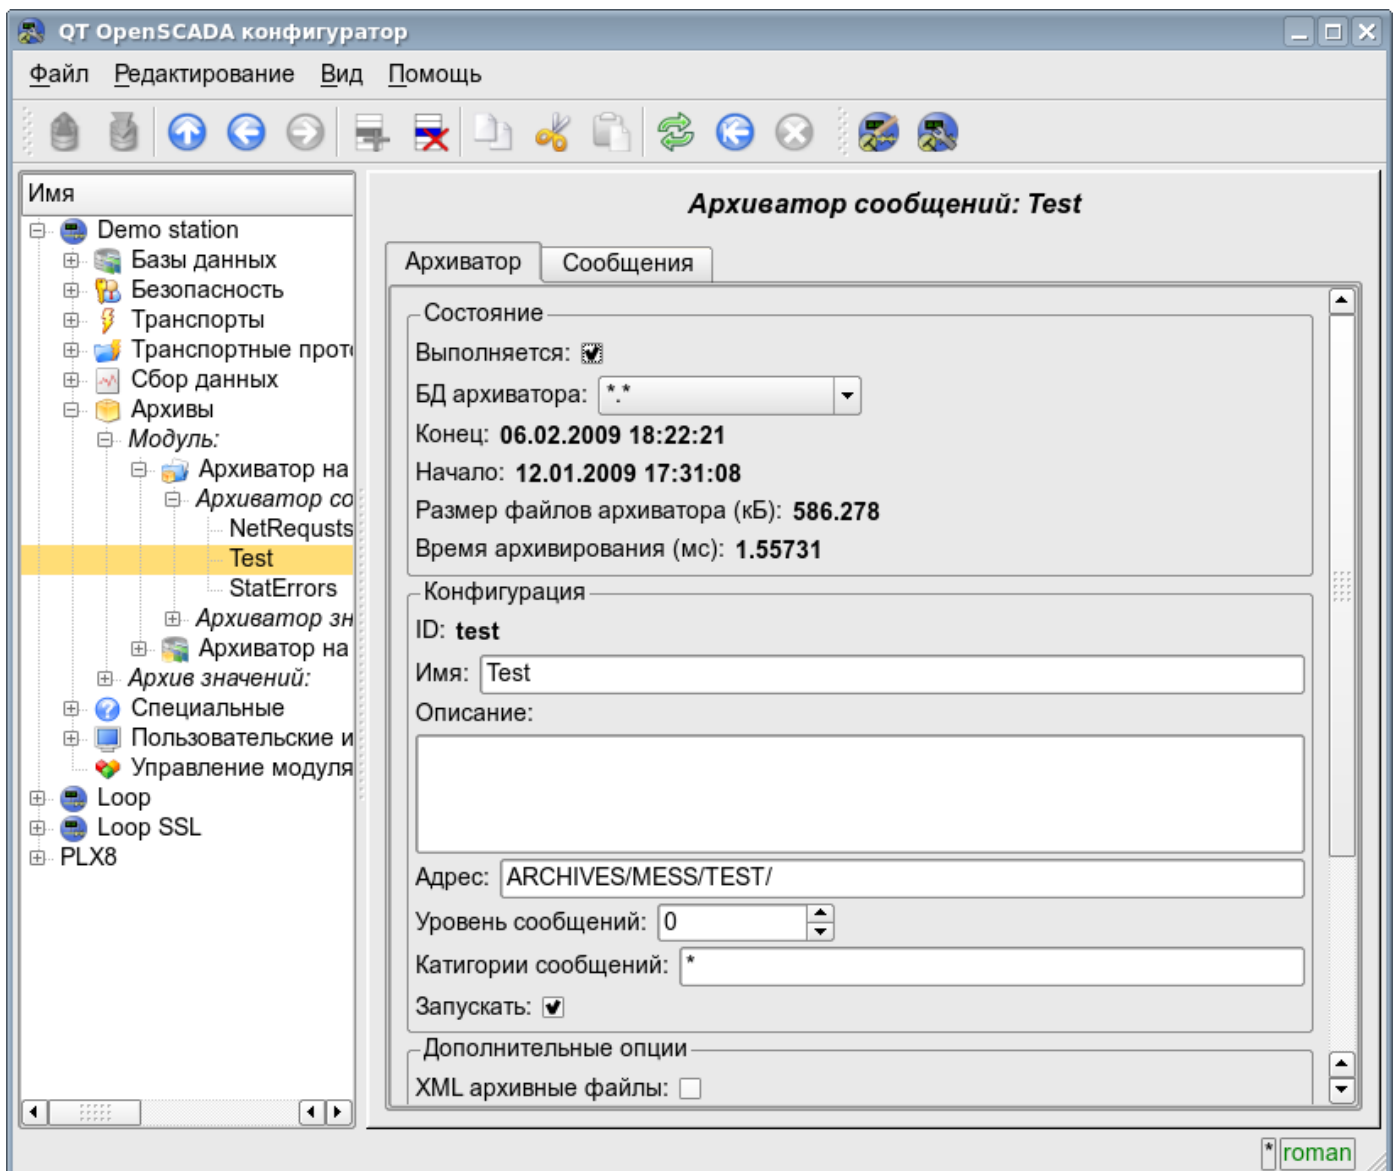 QT OpenSCADA конфигуратор
Файл Редактирование Вид Помощь
Имя
Demo station
Базы данных
Безопасность
Транспорты
Транспортные прот
Сбор данных
Архивы
Модуль:
Архиватор на
Архиватор со
NetRequsts
Test
StatErrors
Архиватор зн
Архиватор на
Архив значений:
Специальные
Пользовательские и
Управление модуля
Loop
Loop SSL
PLX8
Архиватор сообщений: Test
Архиватор Сообщения
Состояние
Выполняется:
БД архиватора: *.*
Конец: 06.02.2009 18:22:21
Начало: 12.01.2009 17:31:08
Размер файлов архиватора (кБ): 586.278
Время архивирования (мс): 1.55731
Конфигурация
ID: test
Имя: Test
Описание:
Адрес: ARCHIVES/MESS/TEST/
Уровень сообщений: 0
Катигории сообщений: *
Запускать:
Дополнительные опции
XML архивные файлы:
* roman